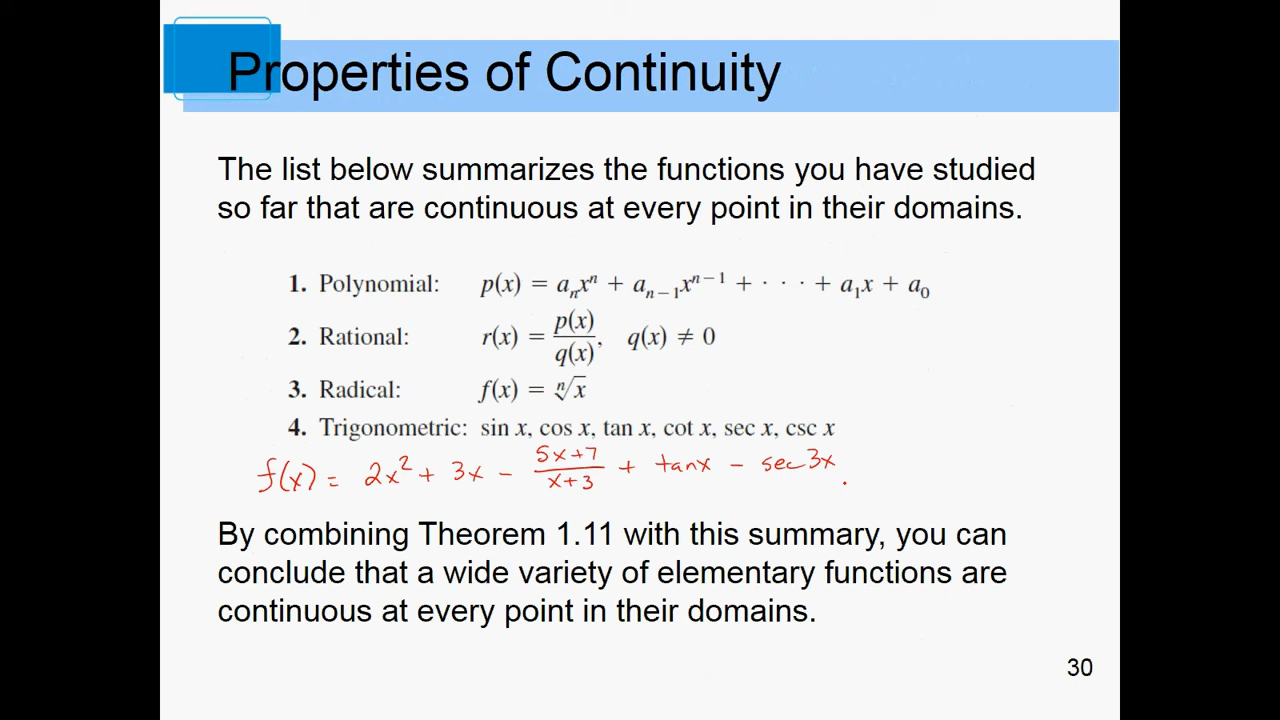 Properties of Continuity
The list below summarizes the functions you have studied
so far that are continuous at every point in their domains.
1. Polynomial: p(x) = aₙxⁿ + aₙ₋₁xⁿ⁻¹ + · · · + a₁x + a₀
2. Rational: r(x) = p(x)/q(x), q(x) ≠ 0
3. Radical: f(x) = ⁿ√x
4. Trigonometric: sin x, cos x, tan x, cot x, sec x, csc x
f(x) = 2x² + 3x − (5x+7)/(x+3) + tanx − sec 3x .
By combining Theorem 1.11 with this summary, you can
conclude that a wide variety of elementary functions are
continuous at every point in their domains.
30